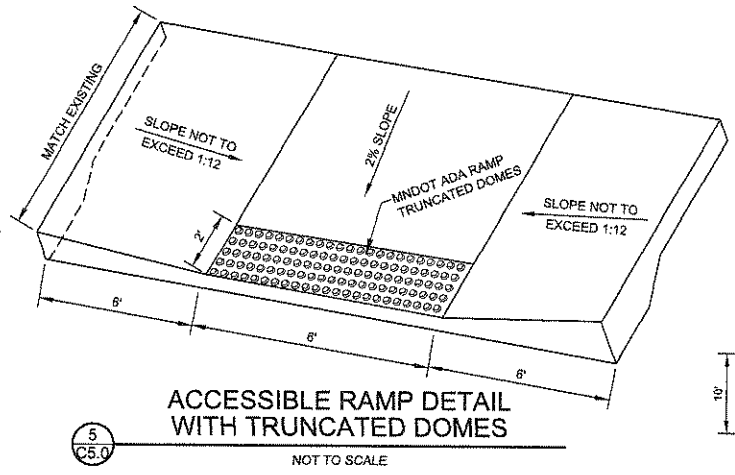 MATCH EXISTING
SLOPE NOT TO
EXCEED 1:12
2% SLOPE
MNDOT ADA RAMP
TRUNCATED DOMES
SLOPE NOT TO
EXCEED 1:12
2'
6'
6'
6'
10'
ACCESSIBLE RAMP DETAIL
WITH TRUNCATED DOMES
5
C5.0
NOT TO SCALE